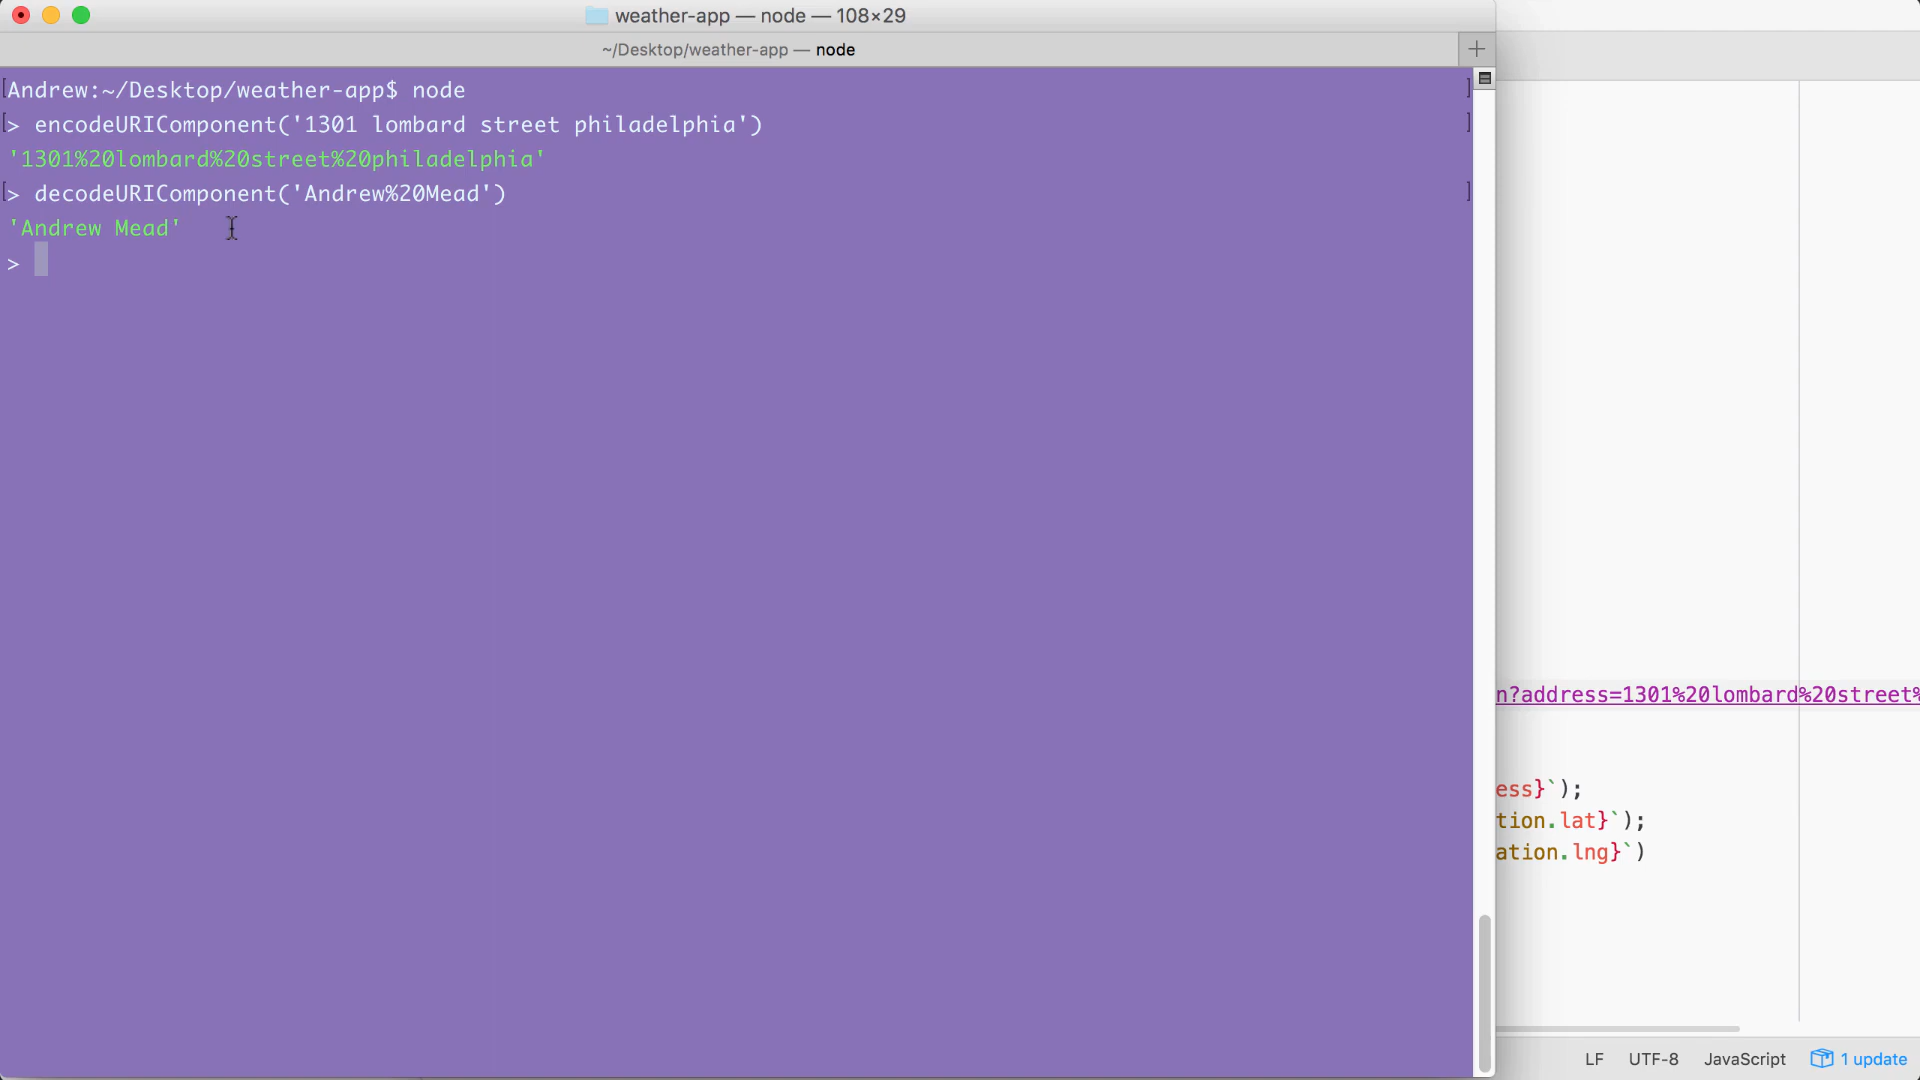 weather-app — node — 108×29
~/Desktop/weather-app — node
Andrew:~/Desktop/weather-app$ node
> encodeURIComponent('1301 lombard street philadelphia')
'1301%20lombard%20street%20philadelphia'
> decodeURIComponent('Andrew%20Mead')
'Andrew Mead'
>
n?address=1301%20lombard%20street%
ess}`);
tion.lat}`);
ation.lng}`)
LF UTF-8 JavaScript 1 update